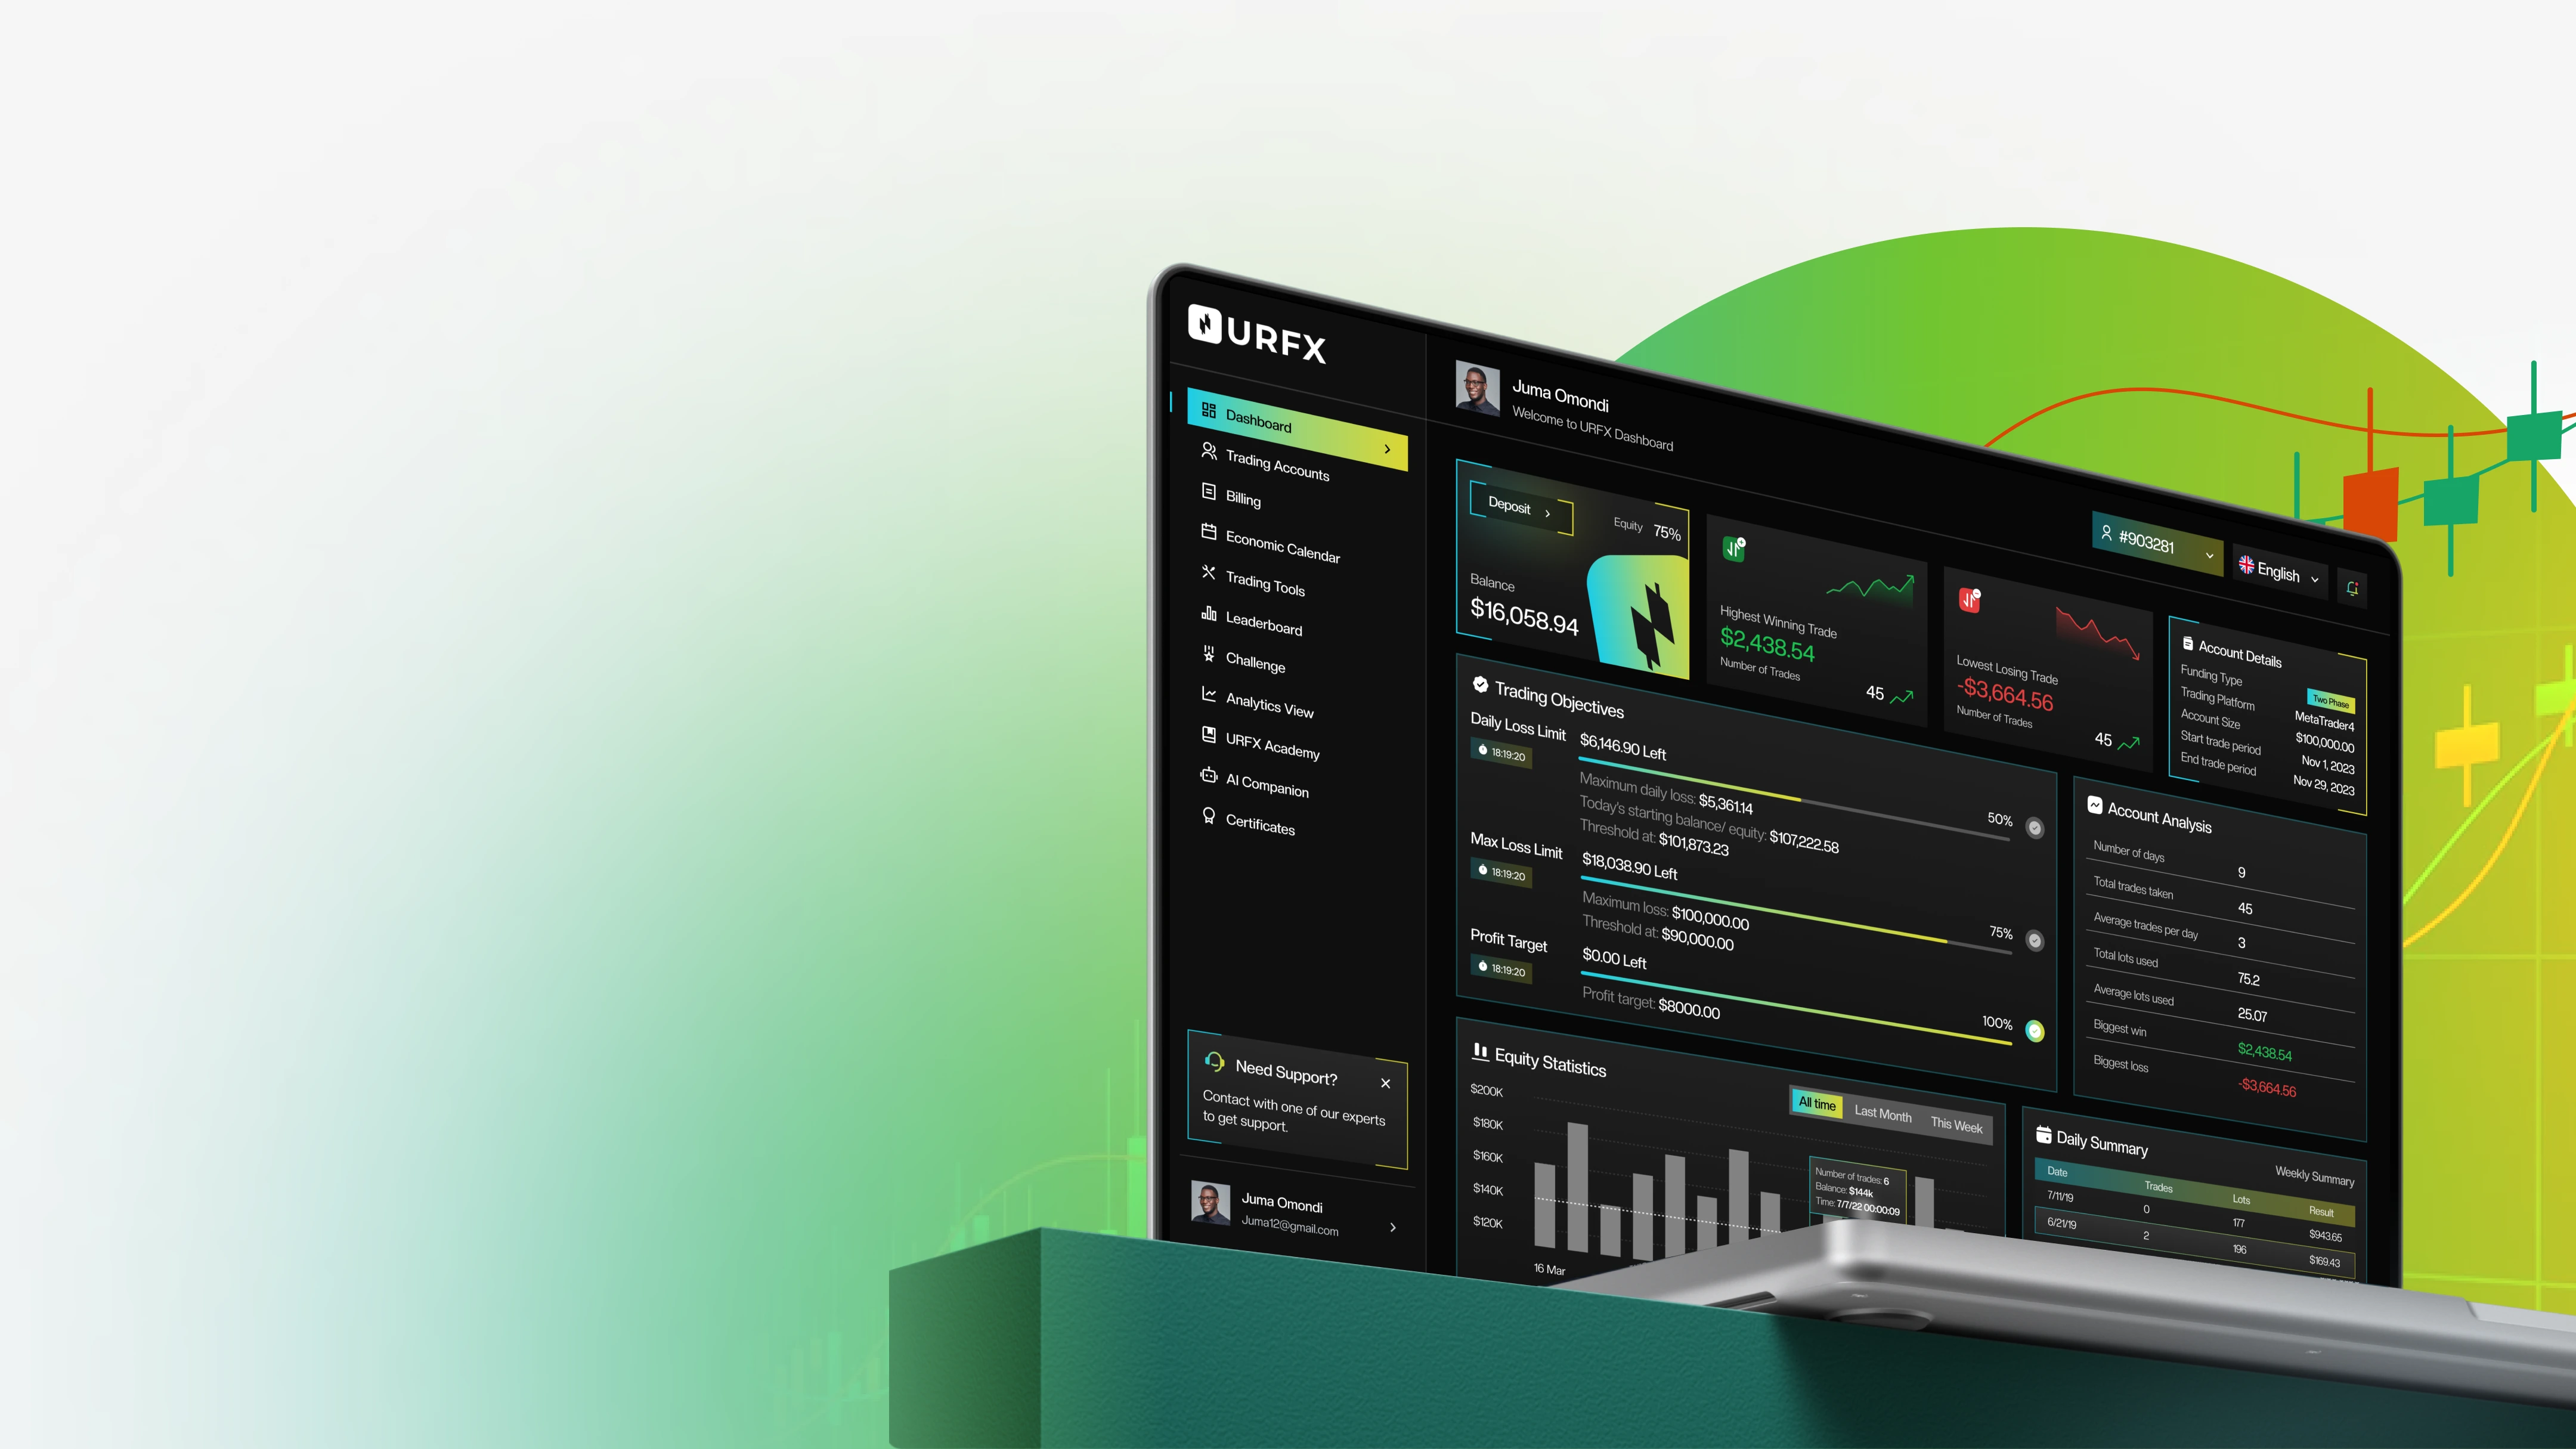 URFX
Dashboard
Trading Accounts
Billing
Economic Calendar
Trading Tools
Leaderboard
Challenge
Analytics View
URFX Academy
AI Companion
Certificates
Need Support?
Contact with one of our experts
to get support.
Juma Omondi
Juma12@gmail.com
Juma Omondi
Welcome to URFX Dashboard
#903281
English
Deposit
Equity 75%
Balance
$16,058.94
Highest Winning Trade
$2,438.54
Number of Trades
45
Lowest Losing Trade
-$3,664.56
Number of Trades
45
Account Details
Funding Type Two Phase
Trading Platform MetaTrader4
Account Size $100,000.00
Start trade period Nov 1, 2023
End trade period Nov 29, 2023
Trading Objectives
Daily Loss Limit
18:19:20
$6,146.90 Left
50%
Maximum daily loss: $5,361.14
Today's starting balance/ equity: $107,222.58
Threshold at: $101,873.23
Max Loss Limit
18:19:20
$18,038.90 Left
75%
Maximum loss: $100,000.00
Threshold at: $90,000.00
Profit Target
18:19:20
$0.00 Left
100%
Profit target: $8000.00
Account Analysis
Number of days 9
Total trades taken 45
Average trades per day 3
Total lots used 75.2
Average lots used 25.07
Biggest win $2,438.54
Biggest loss -$3,664.56
Equity Statistics
All time Last Month This Week
$200K
$180K
$160K
$140K
$120K
16 Mar
Number of trades: 6
Balance: $144k
Time: 7/7/22 00:00:09
Daily Summary
Weekly Summary
Date Trades Lots Result
7/11/19 0 177 $943.65
6/21/19 2 196 $169.43